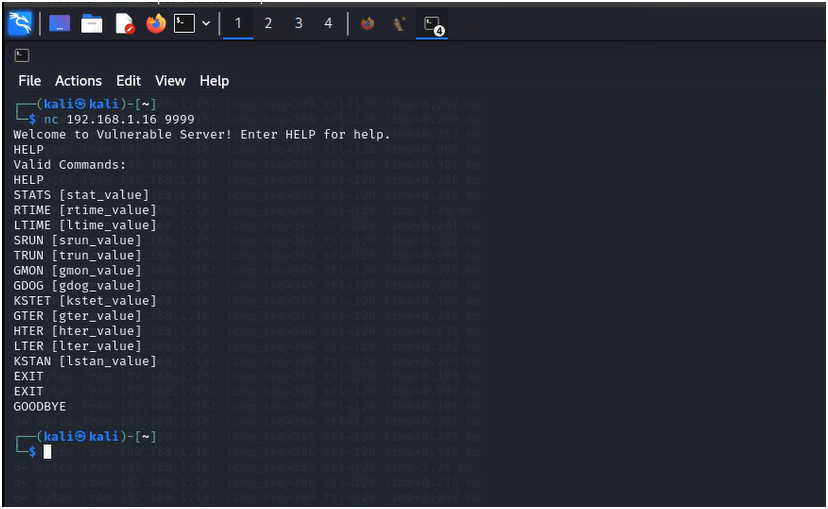 1 2 3 4
4
File Actions Edit View Help
┌──(kali㉿kali)-[~]
└─$ nc 192.168.1.16 9999
Welcome to Vulnerable Server! Enter HELP for help.
HELP
Valid Commands:
HELP
STATS [stat_value]
RTIME [rtime_value]
LTIME [ltime_value]
SRUN [srun_value]
TRUN [trun_value]
GMON [gmon_value]
GDOG [gdog_value]
KSTET [kstet_value]
GTER [gter_value]
HTER [hter_value]
LTER [lter_value]
KSTAN [lstan_value]
EXIT
EXIT
GOODBYE
┌──(kali㉿kali)-[~]
└─$